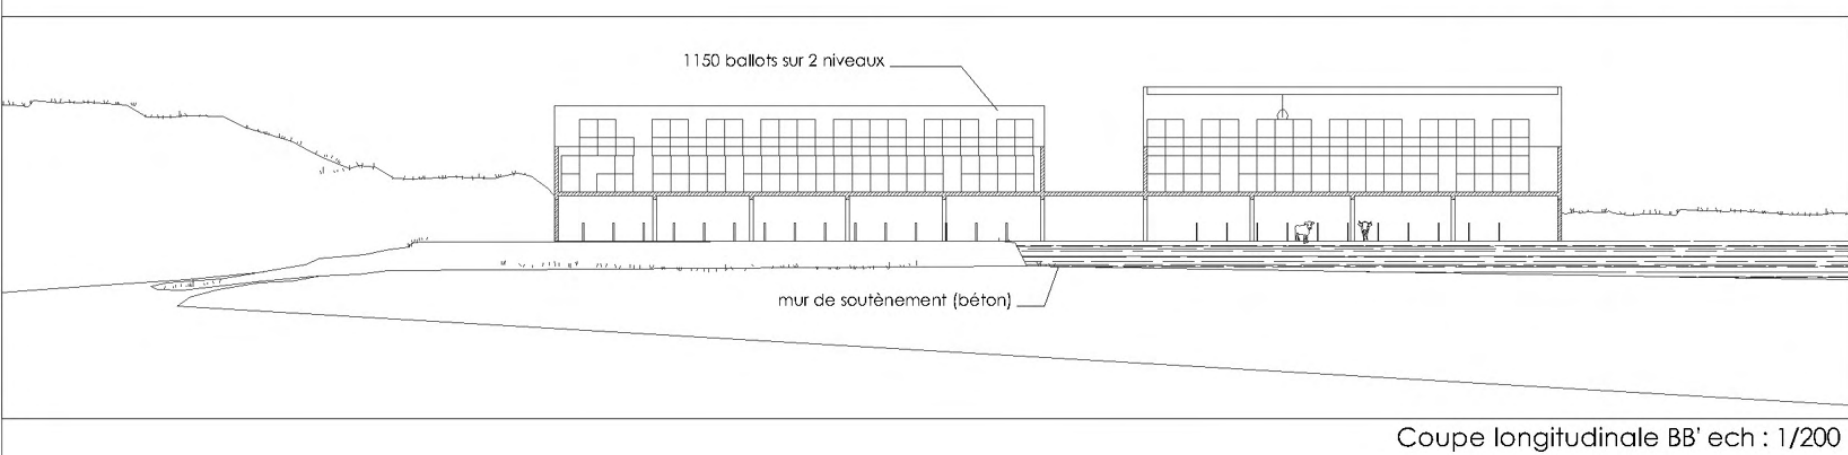 1150 ballots sur 2 niveaux
mur de soutènement (béton)
Coupe longitudinale BB' ech : 1/200